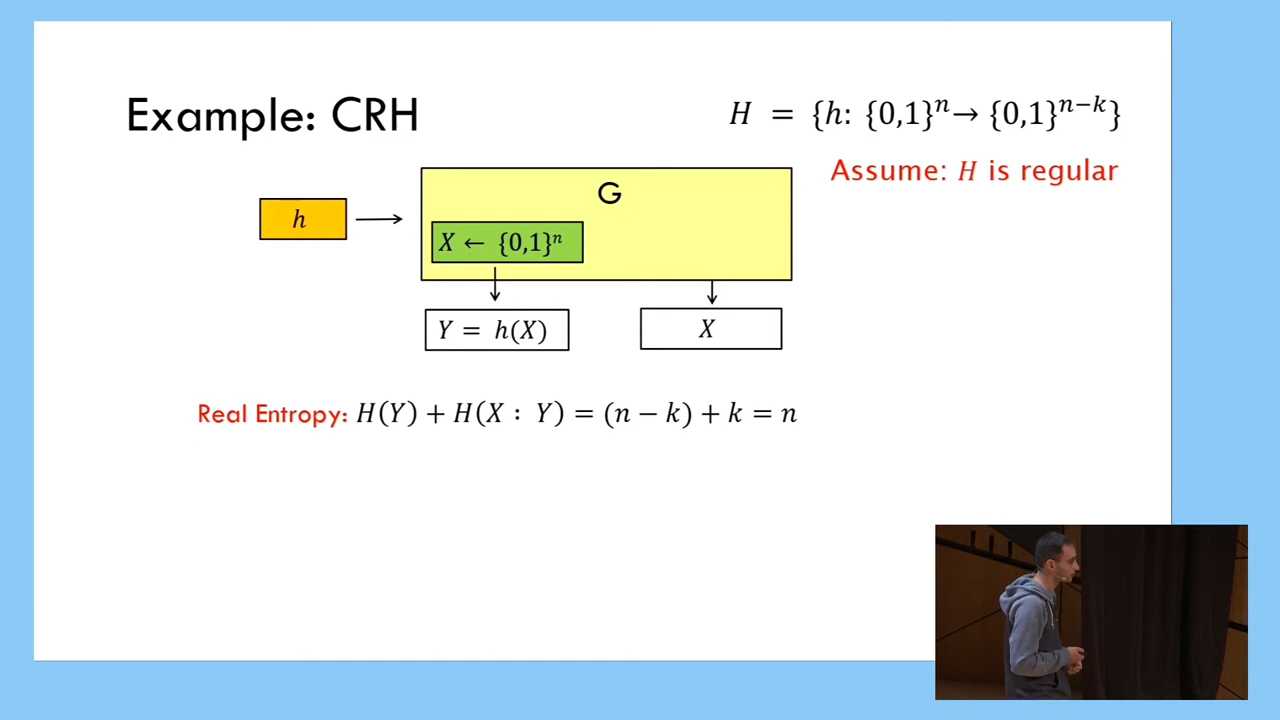 Example: CRH
H = {h: {0,1}ⁿ→ {0,1}ⁿ⁻ᵏ}
Assume: H is regular
G
h
X ← {0,1}ⁿ
Y = h(X)
X
Real Entropy: H(Y) + H(X : Y) = (n − k) + k = n